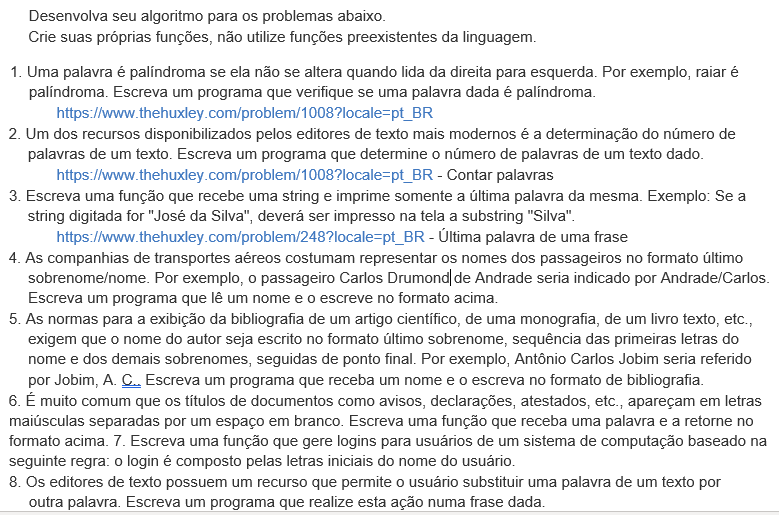 Desenvolva seu algoritmo para os problemas abaixo.
Crie suas próprias funções, não utilize funções preexistentes da linguagem.
1. Uma palavra é palíndroma se ela não se altera quando lida da direita para esquerda. Por exemplo, raiar é
palíndroma. Escreva um programa que verifique se uma palavra dada é palíndroma.
https://www.thehuxley.com/problem/1008?locale=pt_BR
2. Um dos recursos disponibilizados pelos editores de texto mais modernos é a determinação do número de
palavras de um texto. Escreva um programa que determine o número de palavras de um texto dado.
https://www.thehuxley.com/problem/1008?locale=pt_BR - Contar palavras
3. Escreva uma função que recebe uma string e imprime somente a última palavra da mesma. Exemplo: Se a
string digitada for "José da Silva", deverá ser impresso na tela a substring "Silva".
https://www.thehuxley.com/problem/248?locale=pt_BR - Última palavra de uma frase
4. As companhias de transportes aéreos costumam representar os nomes dos passageiros no formato último
sobrenome/nome. Por exemplo, o passageiro Carlos Drumond de Andrade seria indicado por Andrade/Carlos.
Escreva um programa que lê um nome e o escreve no formato acima.
5. As normas para a exibição da bibliografia de um artigo científico, de uma monografia, de um livro texto, etc.,
exigem que o nome do autor seja escrito no formato último sobrenome, sequência das primeiras letras do
nome e dos demais sobrenomes, seguidas de ponto final. Por exemplo, Antônio Carlos Jobim seria referido
por Jobim, A. C.. Escreva um programa que receba um nome e o escreva no formato de bibliografia.
6. É muito comum que os títulos de documentos como avisos, declarações, atestados, etc., apareçam em letras
maiúsculas separadas por um espaço em branco. Escreva uma função que receba uma palavra e a retorne no
formato acima. 7. Escreva uma função que gere logins para usuários de um sistema de computação baseado na
seguinte regra: o login é composto pelas letras iniciais do nome do usuário.
8. Os editores de texto possuem um recurso que permite o usuário substituir uma palavra de um texto por
outra palavra. Escreva um programa que realize esta ação numa frase dada.